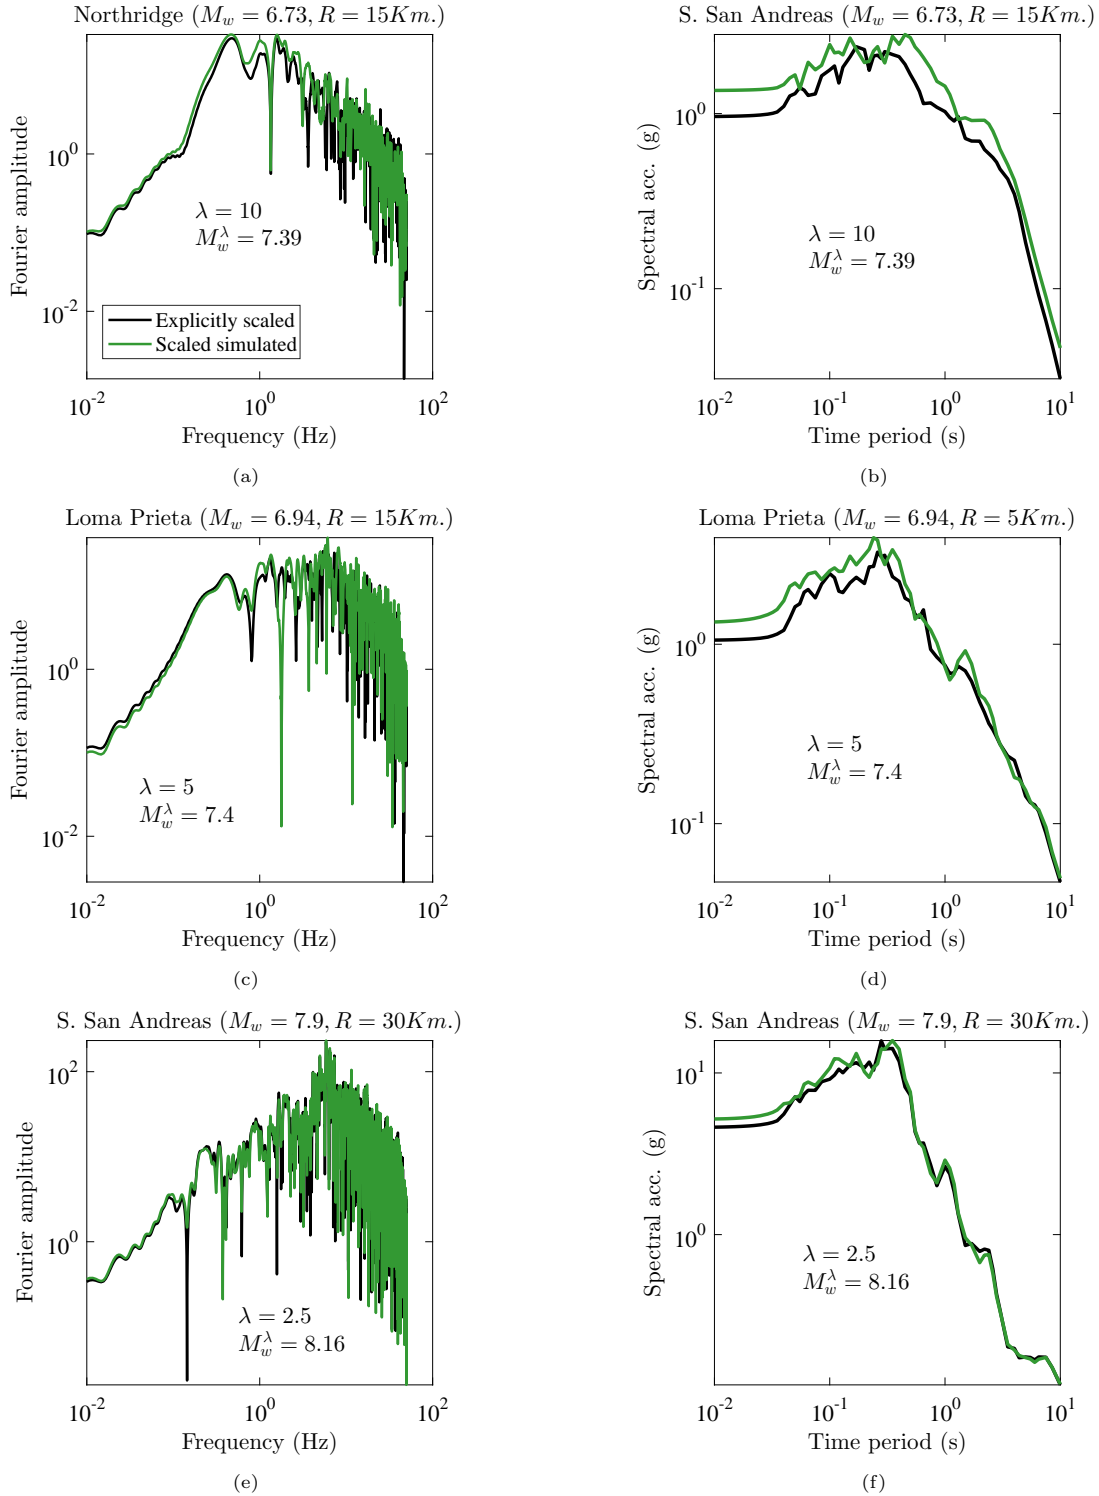 Northridge (M_w = 6.73, R = 15Km.)
Fourier amplitude
10^0
10^-2
λ = 10
M_w^λ = 7.39
Explicitly scaled
Scaled simulated
10^-2 10^0 10^2
Frequency (Hz)
(a)
S. San Andreas (M_w = 6.73, R = 15Km.)
Spectral acc. (g)
10^0
10^-1
λ = 10
M_w^λ = 7.39
10^-2 10^-1 10^0 10^1
Time period (s)
(b)
Loma Prieta (M_w = 6.94, R = 15Km.)
Fourier amplitude
10^0
10^-2
λ = 5
M_w^λ = 7.4
10^-2 10^0 10^2
Frequency (Hz)
(c)
Loma Prieta (M_w = 6.94, R = 5Km.)
Spectral acc. (g)
10^0
10^-1
λ = 5
M_w^λ = 7.4
10^-2 10^-1 10^0 10^1
Time period (s)
(d)
S. San Andreas (M_w = 7.9, R = 30Km.)
Fourier amplitude
10^2
10^0
λ = 2.5
M_w^λ = 8.16
10^-2 10^0 10^2
Frequency (Hz)
(e)
S. San Andreas (M_w = 7.9, R = 30Km.)
Spectral acc. (g)
10^1
10^0
λ = 2.5
M_w^λ = 8.16
10^-2 10^-1 10^0 10^1
Time period (s)
(f)